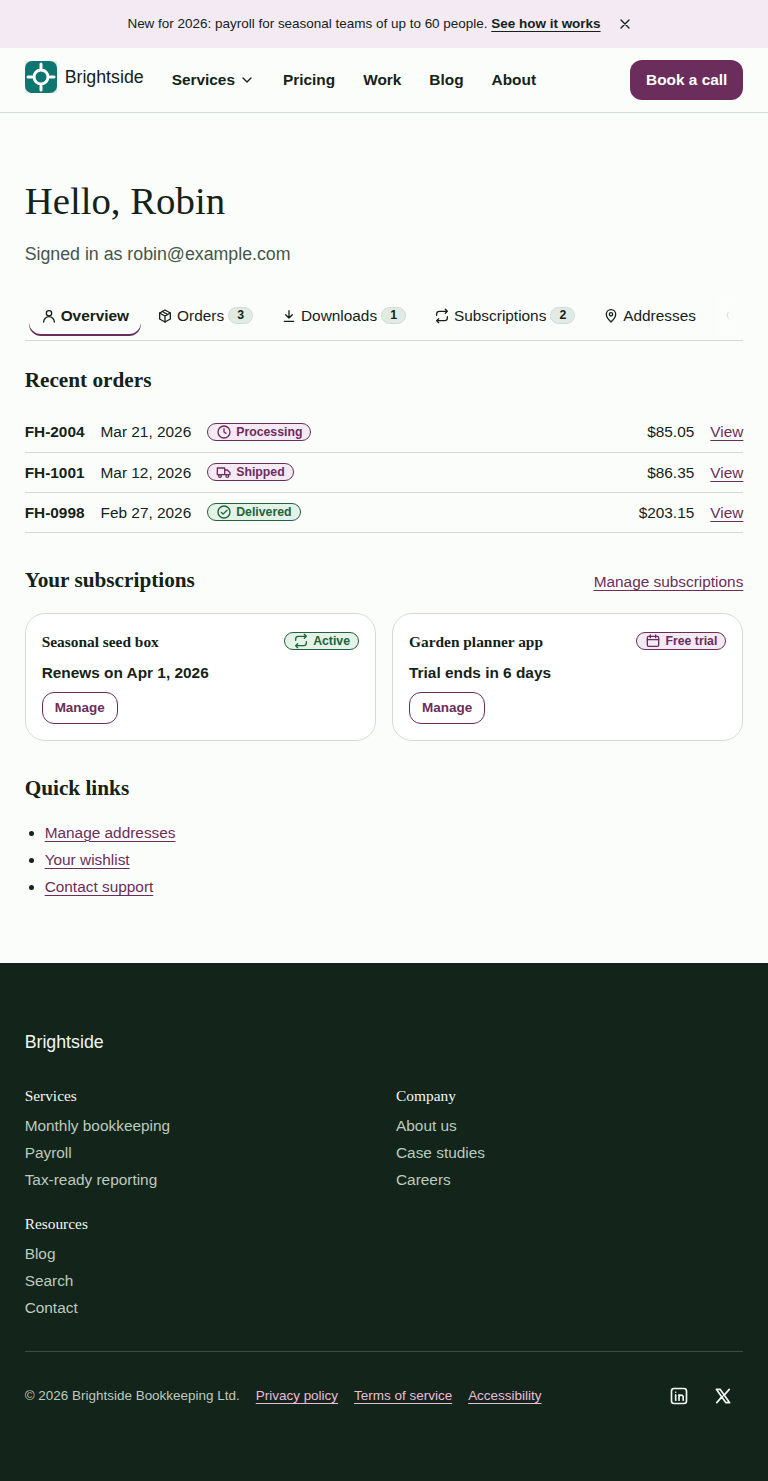 New for 2026: payroll for seasonal teams of up to 60 people. See how it works
Brightside Services Pricing Work Blog About Book a call
Hello, Robin
Signed in as robin@example.com
Overview Orders 3 Downloads 1 Subscriptions 2 Addresses
Recent orders
FH-2004 Mar 21, 2026 Processing $85.05 View
FH-1001 Mar 12, 2026 Shipped $86.35 View
FH-0998 Feb 27, 2026 Delivered $203.15 View
Your subscriptions Manage subscriptions
Seasonal seed box Active
Renews on Apr 1, 2026
Manage
Garden planner app Free trial
Trial ends in 6 days
Manage
Quick links
Manage addresses
Your wishlist
Contact support
Brightside
Services
Monthly bookkeeping
Payroll
Tax-ready reporting
Company
About us
Case studies
Careers
Resources
Blog
Search
Contact
© 2026 Brightside Bookkeeping Ltd. Privacy policy Terms of service Accessibility